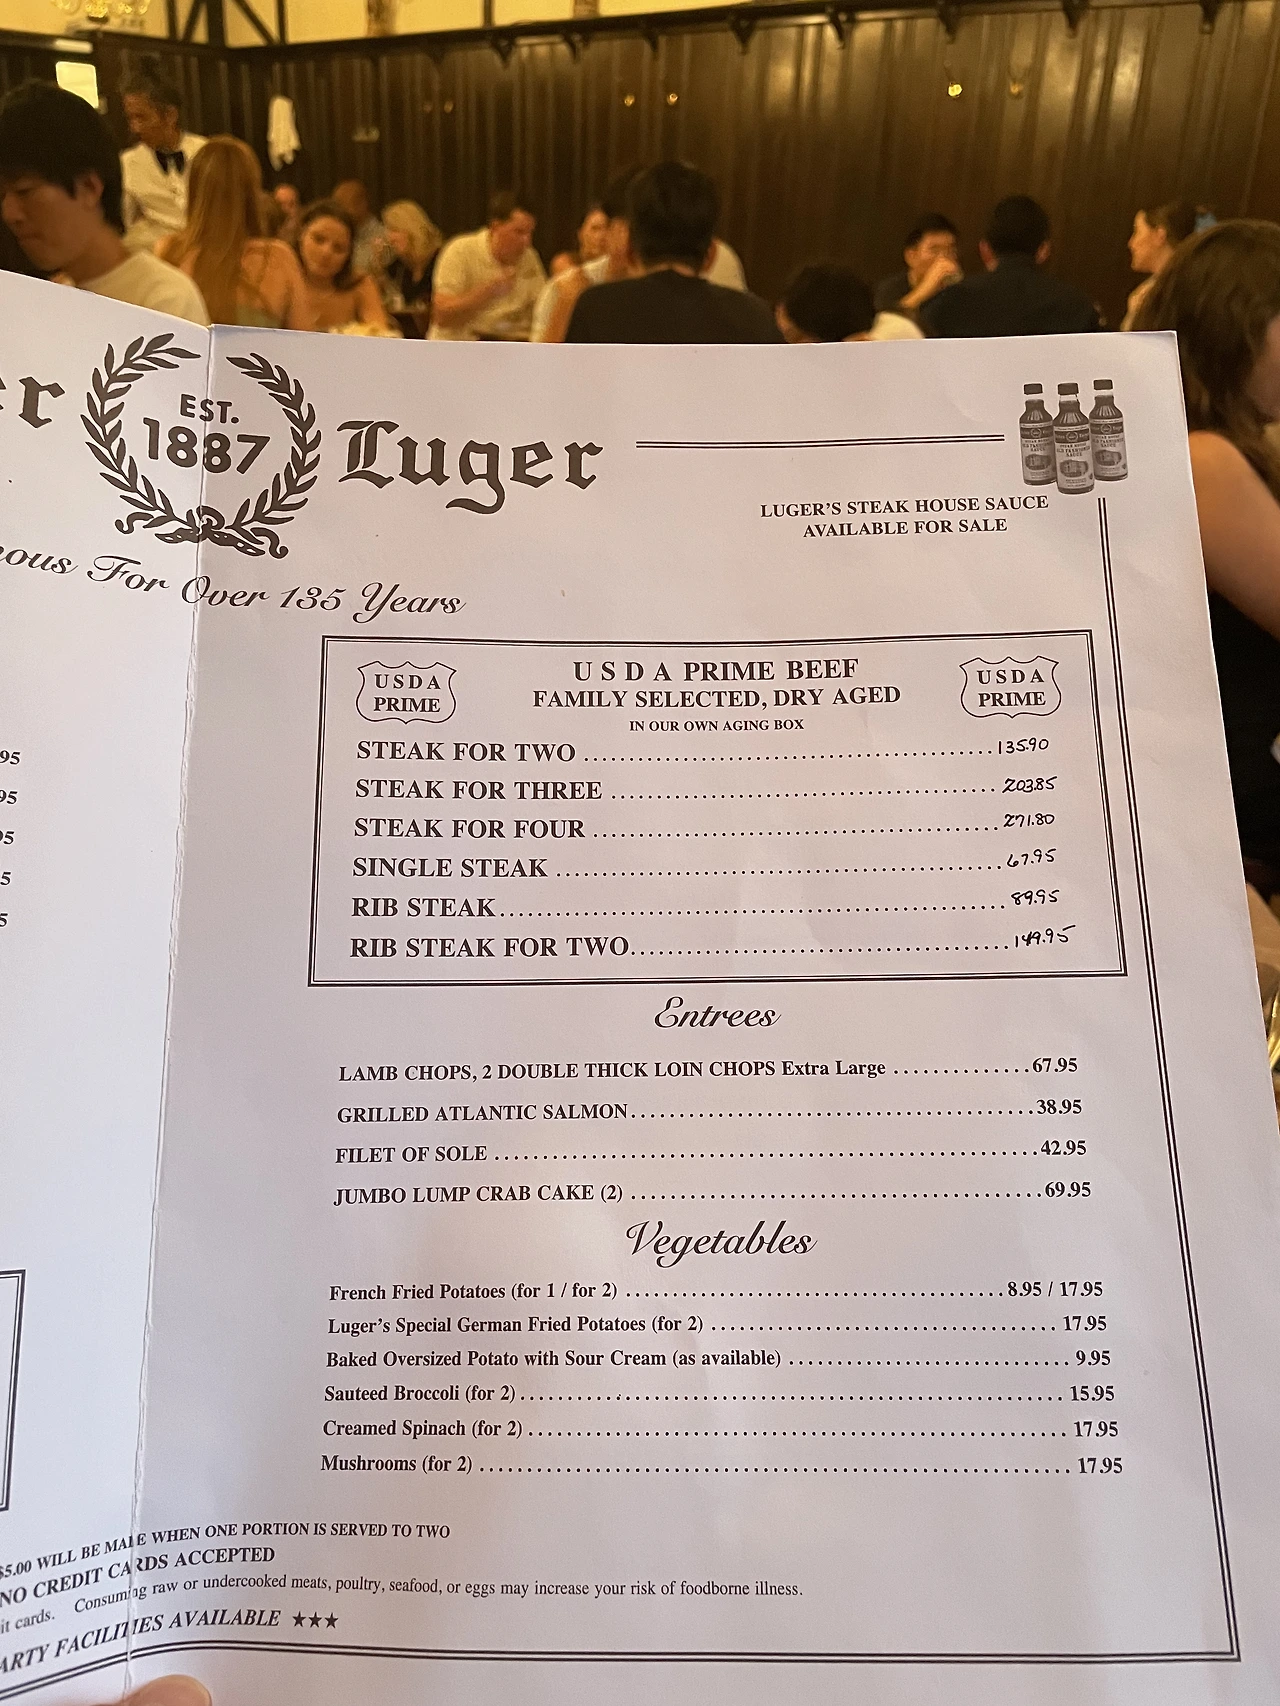 EST.
1887
Luger
For Over 135 Years
LUGER'S STEAK HOUSE SAUCE
AVAILABLE FOR SALE
USDA
PRIME
USDA PRIME BEEF
FAMILY SELECTED, DRY AGED
IN OUR OWN AGING BOX
USDA
PRIME
STEAK FOR TWO 135.90
STEAK FOR THREE 203.85
STEAK FOR FOUR 271.80
SINGLE STEAK 67.95
RIB STEAK 89.95
RIB STEAK FOR TWO 149.95
Entrees
LAMB CHOPS, 2 DOUBLE THICK LOIN CHOPS Extra Large 67.95
GRILLED ATLANTIC SALMON 38.95
FILET OF SOLE 42.95
JUMBO LUMP CRAB CAKE (2) 69.95
Vegetables
French Fried Potatoes (for 1 / for 2) 8.95 / 17.95
Luger's Special German Fried Potatoes (for 2) 17.95
Baked Oversized Potato with Sour Cream (as available) 9.95
Sauteed Broccoli (for 2) 15.95
Creamed Spinach (for 2) 17.95
Mushrooms (for 2) 17.95
$5.00 WILL BE MADE WHEN ONE PORTION IS SERVED TO TWO
NO CREDIT CARDS ACCEPTED
it cards. Consuming raw or undercooked meats, poultry, seafood, or eggs may increase your risk of foodborne illness.
ARTY FACILITIES AVAILABLE ★★★